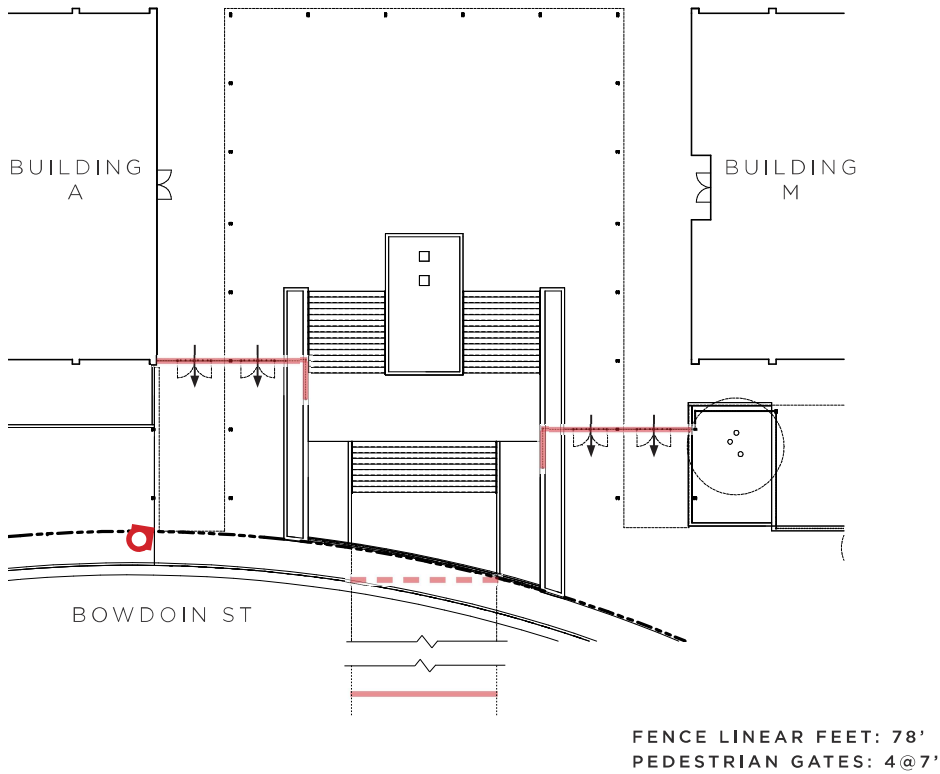 BUILDING
A
BUILDING
M
BOWDOIN ST
FENCE LINEAR FEET: 78'
PEDESTRIAN GATES: 4@7'